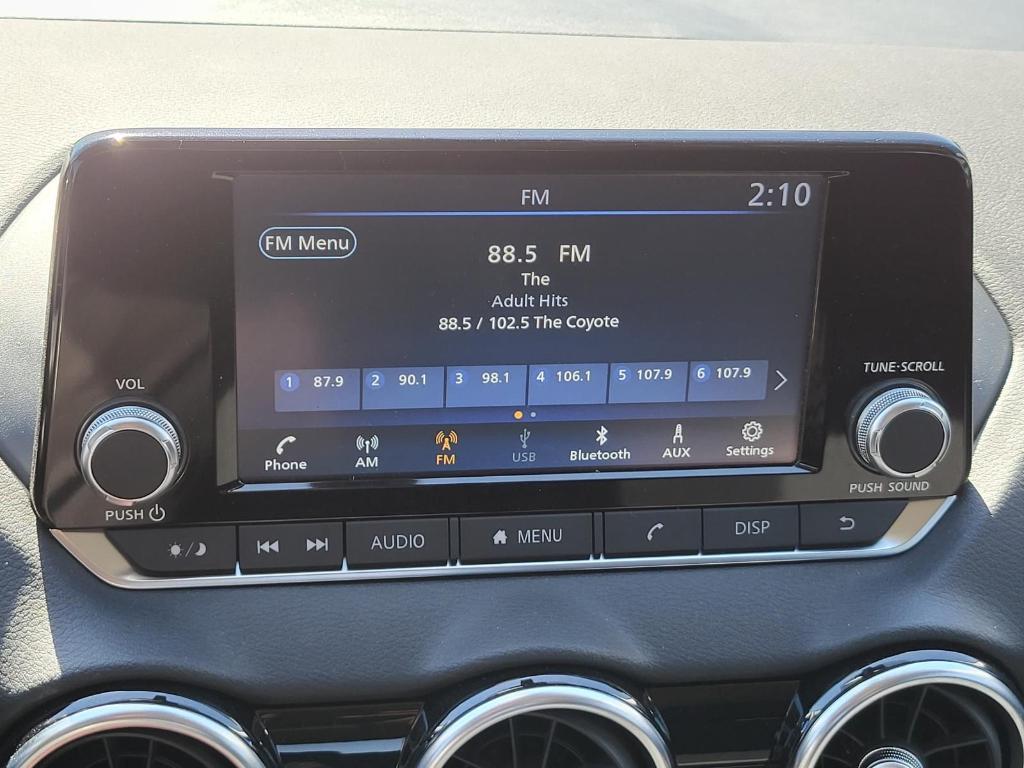 FM 2:10
FM Menu
88.5 FM
The
Adult Hits
88.5 / 102.5 The Coyote
1 87.9 2 90.1 3 98.1 4 106.1 5 107.9 6 107.9
Phone AM FM USB Bluetooth AUX Settings
VOL
PUSH
TUNE·SCROLL
PUSH SOUND
AUDIO MENU DISP